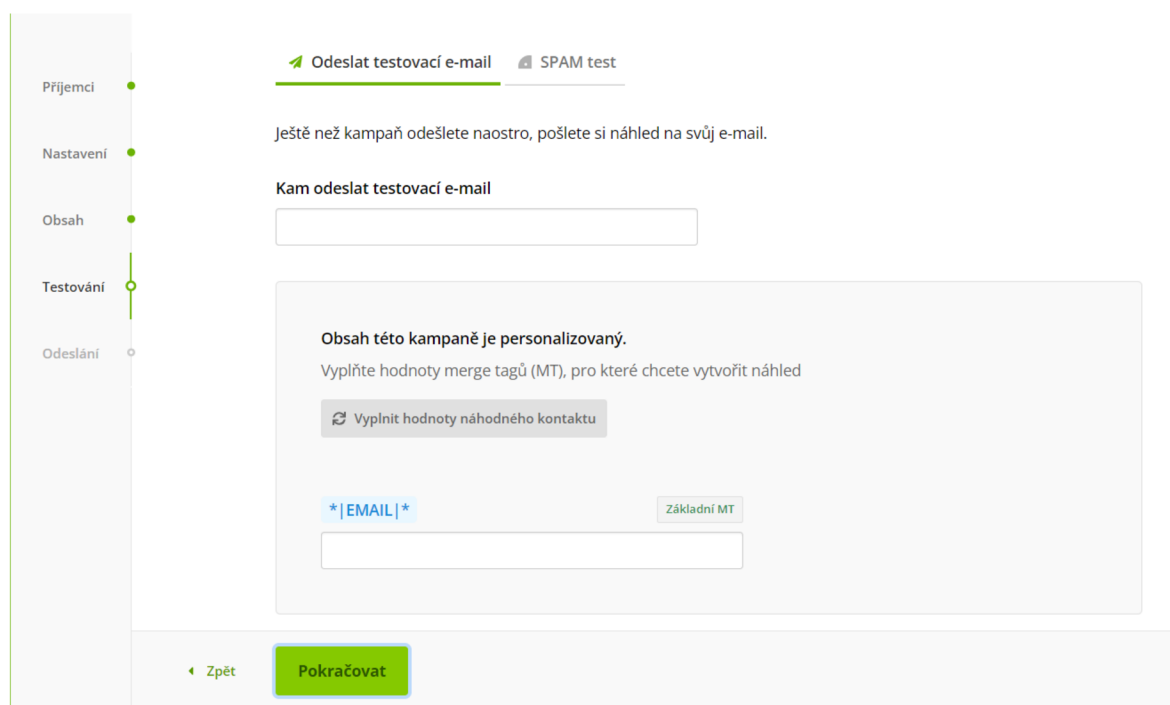 Příjemci
Nastavení
Obsah
Testování
Odeslání
Odeslat testovací e-mail
SPAM test
Ještě než kampaň odešlete naostro, pošlete si náhled na svůj e-mail.
Kam odeslat testovací e-mail
Obsah této kampaně je personalizovaný.
Vyplňte hodnoty merge tagů (MT), pro které chcete vytvořit náhled
Vyplnit hodnoty náhodného kontaktu
*|EMAIL|*
Základní MT
Zpět
Pokračovat